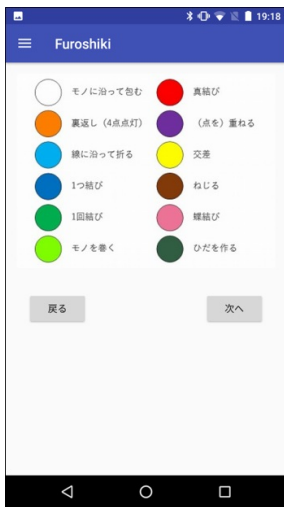 19:18
Furoshiki
モノに沿って包む
真結び
裏返し（4点点灯）
（点を）重ねる
線に沿って折る
交差
1つ結び
ねじる
1回結び
蝶結び
モノを巻く
ひだを作る
戻る
次へ